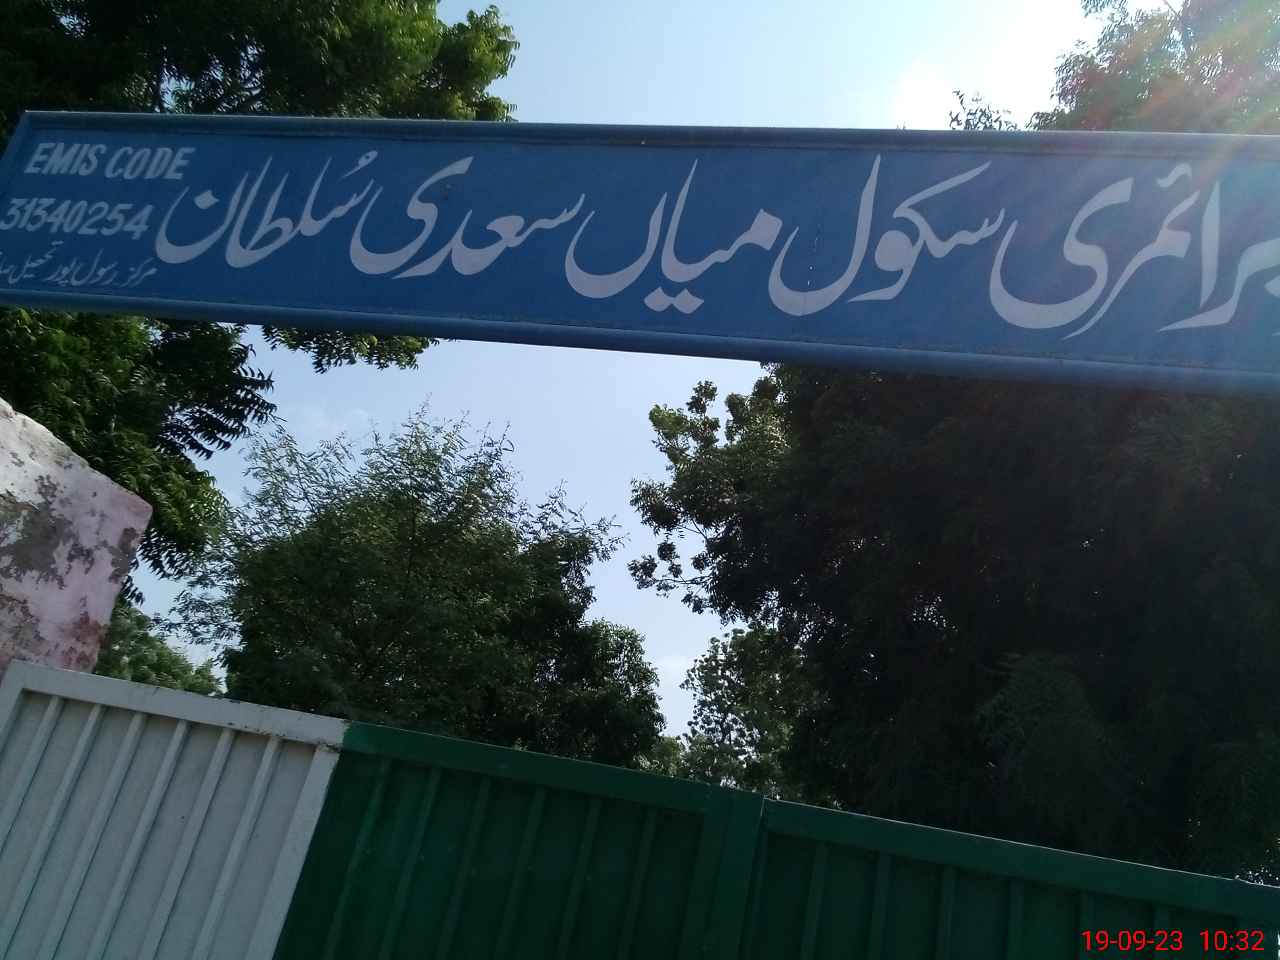 پرائمری سکول میاں سعدی سُلطان
EMIS CODE
31340254
مرکز رسول پور تحصیل
19-09-23 10:32